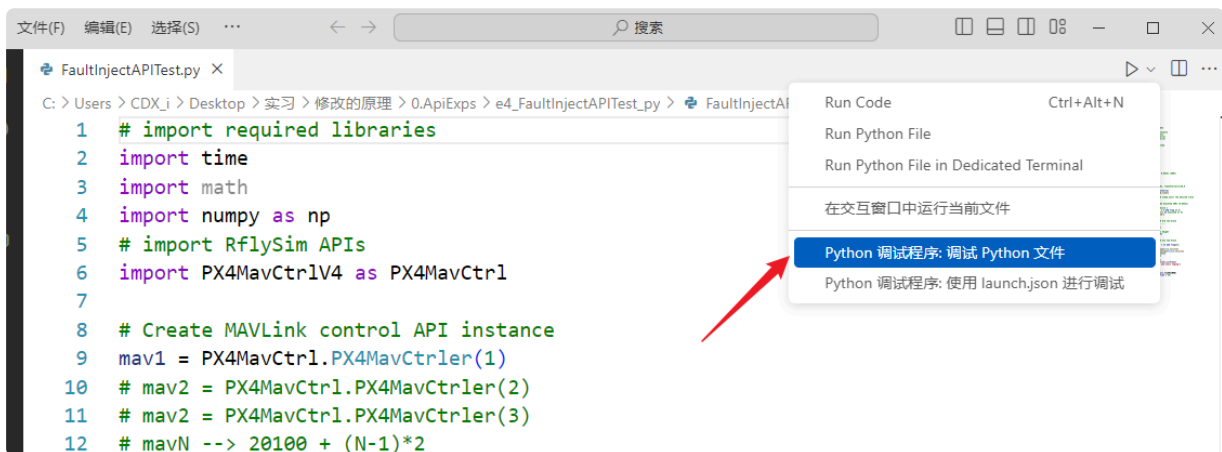 文件(F) 编辑(E) 选择(S) ··· 搜索
FaultInjectAPITest.py
C: > Users > CDX_i > Desktop > 实习 > 修改的原理 > 0.ApiExps > e4_FaultInjectAPITest_py > FaultInjectAP
1 # import required libraries
2 import time
3 import math
4 import numpy as np
5 # import RflySim APIs
6 import PX4MavCtrlV4 as PX4MavCtrl
7
8 # Create MAVLink control API instance
9 mav1 = PX4MavCtrl.PX4MavCtrler(1)
10 # mav2 = PX4MavCtrl.PX4MavCtrler(2)
11 # mav2 = PX4MavCtrl.PX4MavCtrler(3)
12 # mavN --> 20100 + (N-1)*2
Run Code Ctrl+Alt+N
Run Python File
Run Python File in Dedicated Terminal
在交互窗口中运行当前文件
Python 调试程序: 调试 Python 文件
Python 调试程序: 使用 launch.json 进行调试